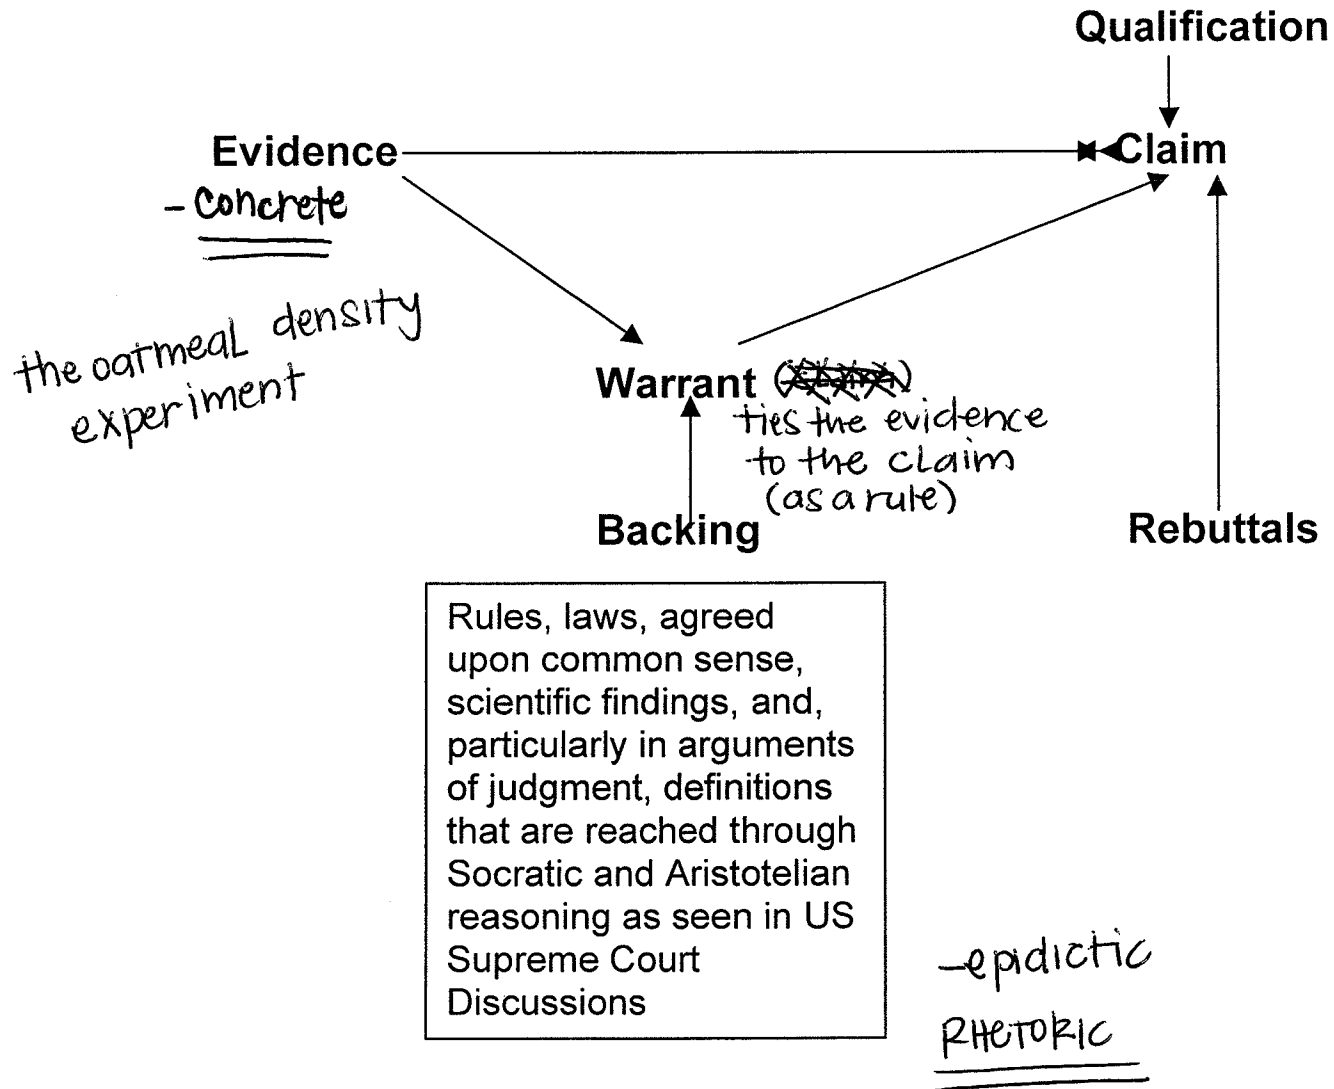 Qualification
Evidence
Claim
- concrete
the oatmeal density
experiment
Warrant
ties the evidence
to the claim
(as a rule)
Backing
Rebuttals
Rules, laws, agreed
upon common sense,
scientific findings, and,
particularly in arguments
of judgment, definitions
that are reached through
Socratic and Aristotelian
reasoning as seen in US
Supreme Court
Discussions
-epidictic
RHETORIC